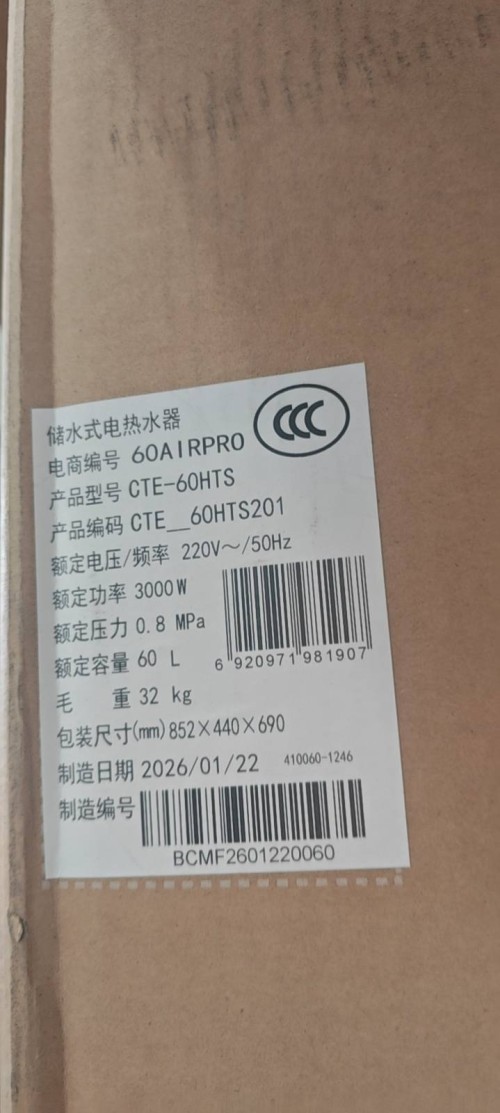 储水式电热水器
CCC
电商编号 60AIRPRO
产品型号 CTE-60HTS
产品编码 CTE__60HTS201
额定电压/频率 220V～/50Hz
额定功率 3000W
额定压力 0.8 MPa
额定容量 60 L
6 920971 981907
毛 重 32 kg
包装尺寸(mm)852×440×690
制造日期 2026/01/22 410060-1246
制造编号
BCMF2601220060